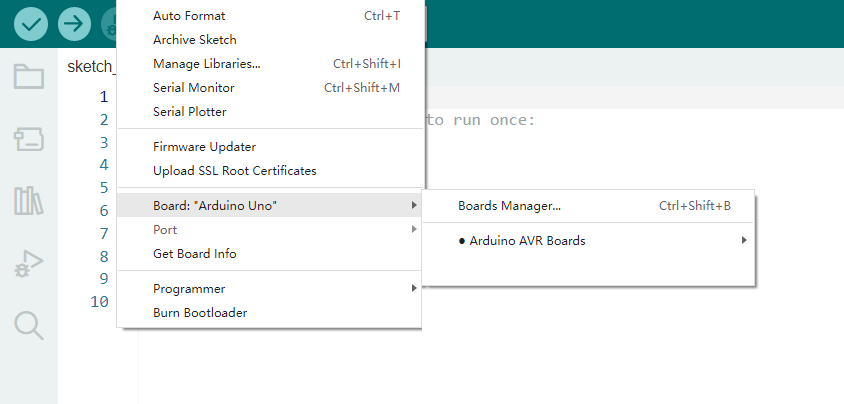 Auto Format Ctrl+T
Archive Sketch
Manage Libraries... Ctrl+Shift+I
sketch_
Serial Monitor Ctrl+Shift+M
1
Serial Plotter
2 to run once:
3
Firmware Updater
4
Upload SSL Root Certificates
5
Board: "Arduino Uno" Boards Manager... Ctrl+Shift+B
6
Port
7
● Arduino AVR Boards
8
Get Board Info
9
Programmer
10
Burn Bootloader